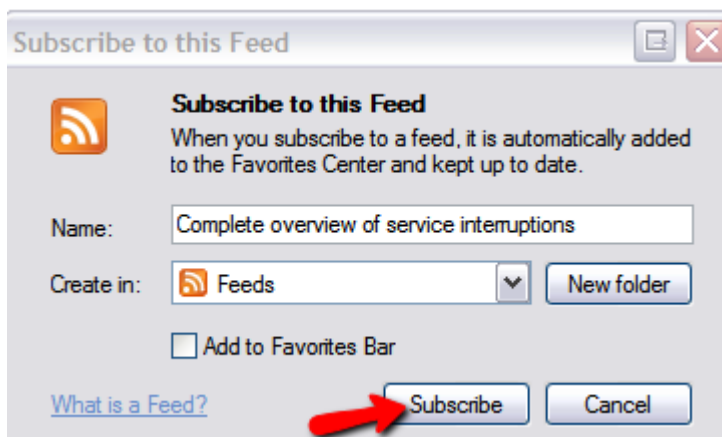 Subscribe to this Feed
Subscribe to this Feed
When you subscribe to a feed, it is automatically added
to the Favorites Center and kept up to date.
Name: Complete overview of service interruptions
Create in: Feeds New folder
Add to Favorites Bar
What is a Feed? Subscribe Cancel